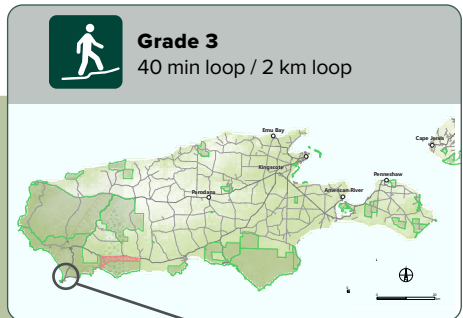 Grade 3
40 min loop / 2 km loop
Emu Bay
Cape Jervis
Kingscote
Penneshaw
Parndana
American River